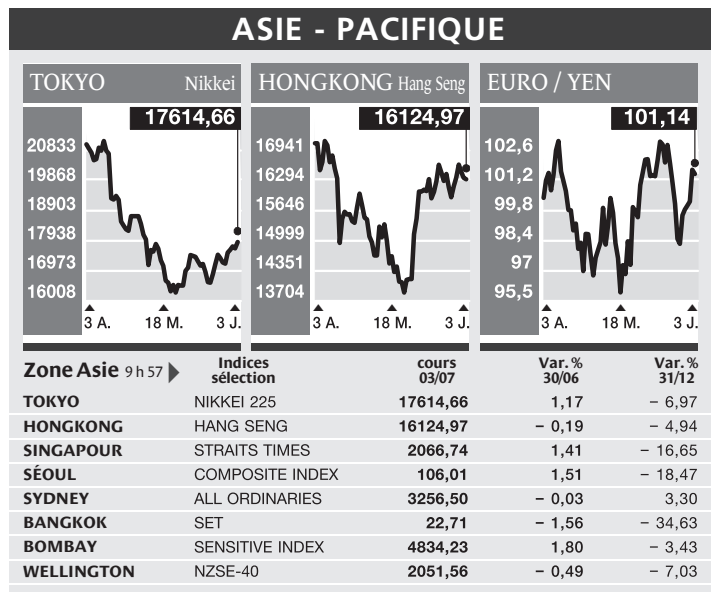 ASIE - PACIFIQUE
TOKYO Nikkei
17614,66
20833
19868
18903
17938
16973
16008
3 A. 18 M. 3 J.
HONGKONG Hang Seng
16124,97
16941
16294
15646
14999
14351
13704
3 A. 18 M. 3 J.
EURO / YEN
101,14
102,6
101,2
99,8
98,4
97
95,5
3 A. 18 M. 3 J.
Zone Asie 9 h 57 Indices sélection cours 03/07 Var. % 30/06 Var. % 31/12
TOKYO NIKKEI 225 17614,66 1,17 – 6,97
HONGKONG HANG SENG 16124,97 – 0,19 – 4,94
SINGAPOUR STRAITS TIMES 2066,74 1,41 – 16,65
SÉOUL COMPOSITE INDEX 106,01 1,51 – 18,47
SYDNEY ALL ORDINARIES 3256,50 – 0,03 3,30
BANGKOK SET 22,71 – 1,56 – 34,63
BOMBAY SENSITIVE INDEX 4834,23 1,80 – 3,43
WELLINGTON NZSE-40 2051,56 – 0,49 – 7,03